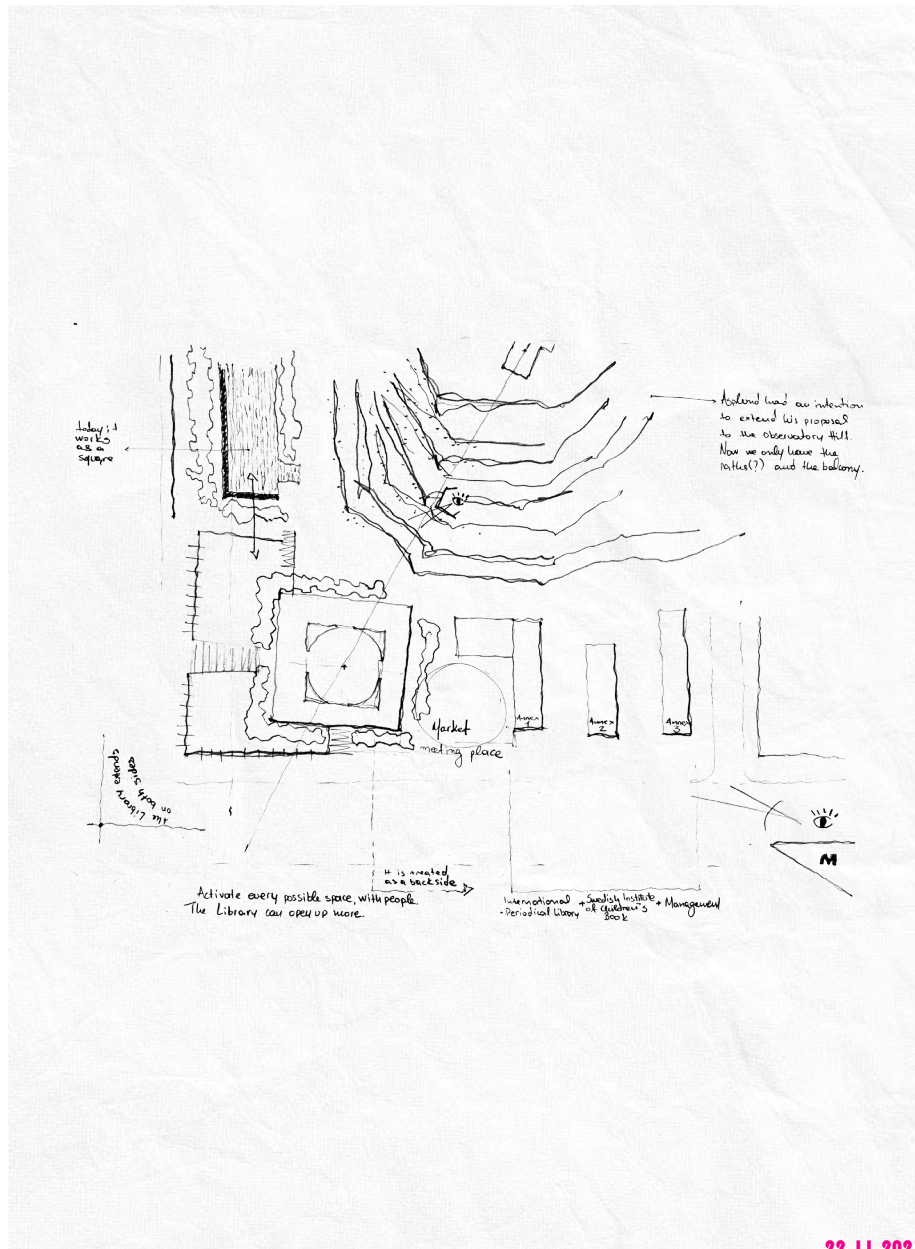 today it
works
as a
square
Asplund had an intention
to extend his proposal
to the Observatory Hill.
Now we only have the
paths(?) and the balcony.
Annex
1
Annex
2
Annex
3
Market
meeting place
the Library extends
on both sides
M
It is treated
as a backside
Activate every possible space, with people.
The Library can open up more.
International
- Periodical Library
+ Swedish Institute
of Children's
Book
+ Management
22.11.202